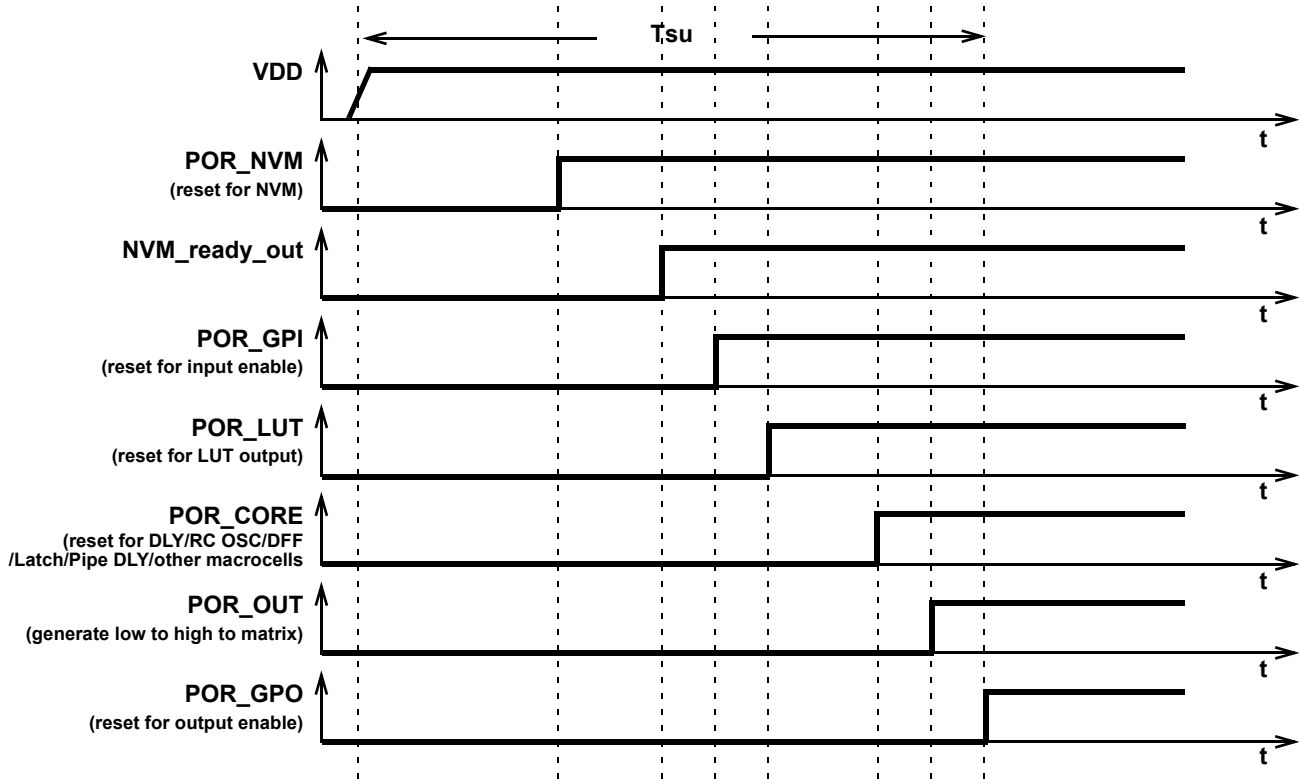 Tsu
VDD
t
POR_NVM
(reset for NVM)
t
NVM_ready_out
t
POR_GPI
(reset for input enable)
t
POR_LUT
(reset for LUT output)
t
POR_CORE
(reset for DLY/RC OSC/DFF
/Latch/Pipe DLY/other macrocells
t
POR_OUT
(generate low to high to matrix)
t
POR_GPO
(reset for output enable)
t